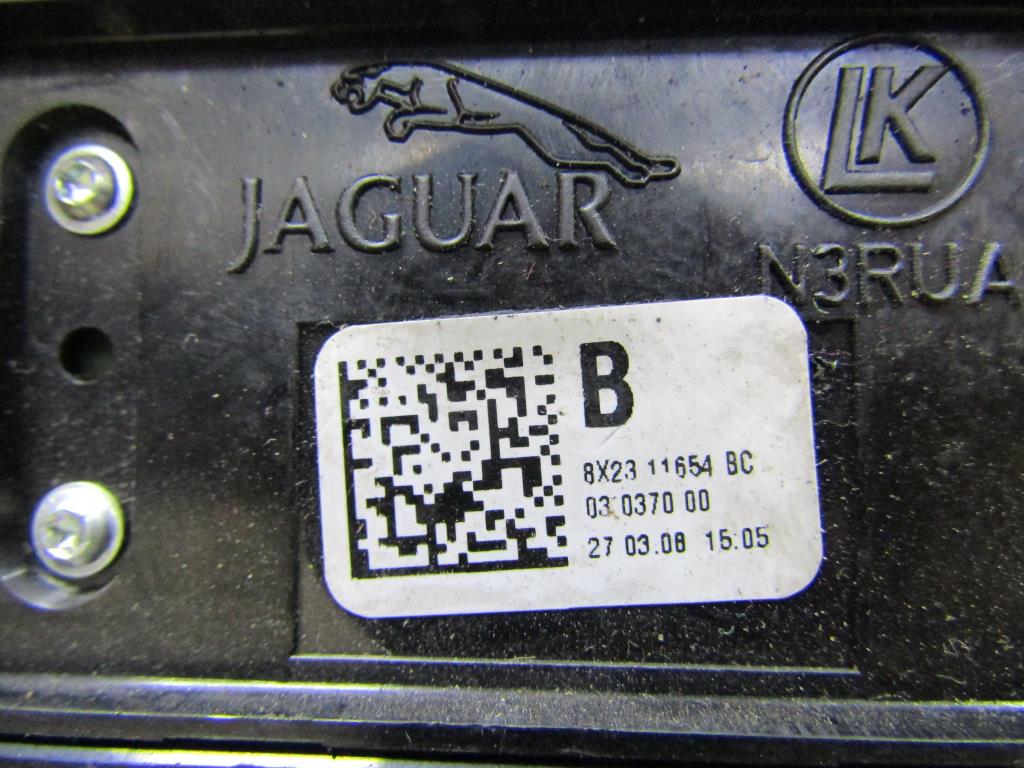 JAGUAR
LK
N3RUA
B
8X23 11654 BC
03 0370 00
27 03.08 15:05